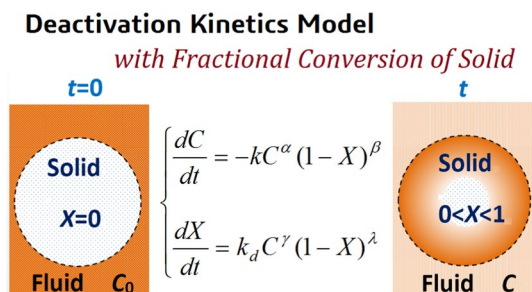 Deactivation Kinetics Model
with Fractional Conversion of Solid
t=0
t
Solid
X=0
Fluid C₀
dC/dt = -kC^α (1-X)^β
dX/dt = k_d C^γ (1-X)^λ
Solid
0<X<1
Fluid C